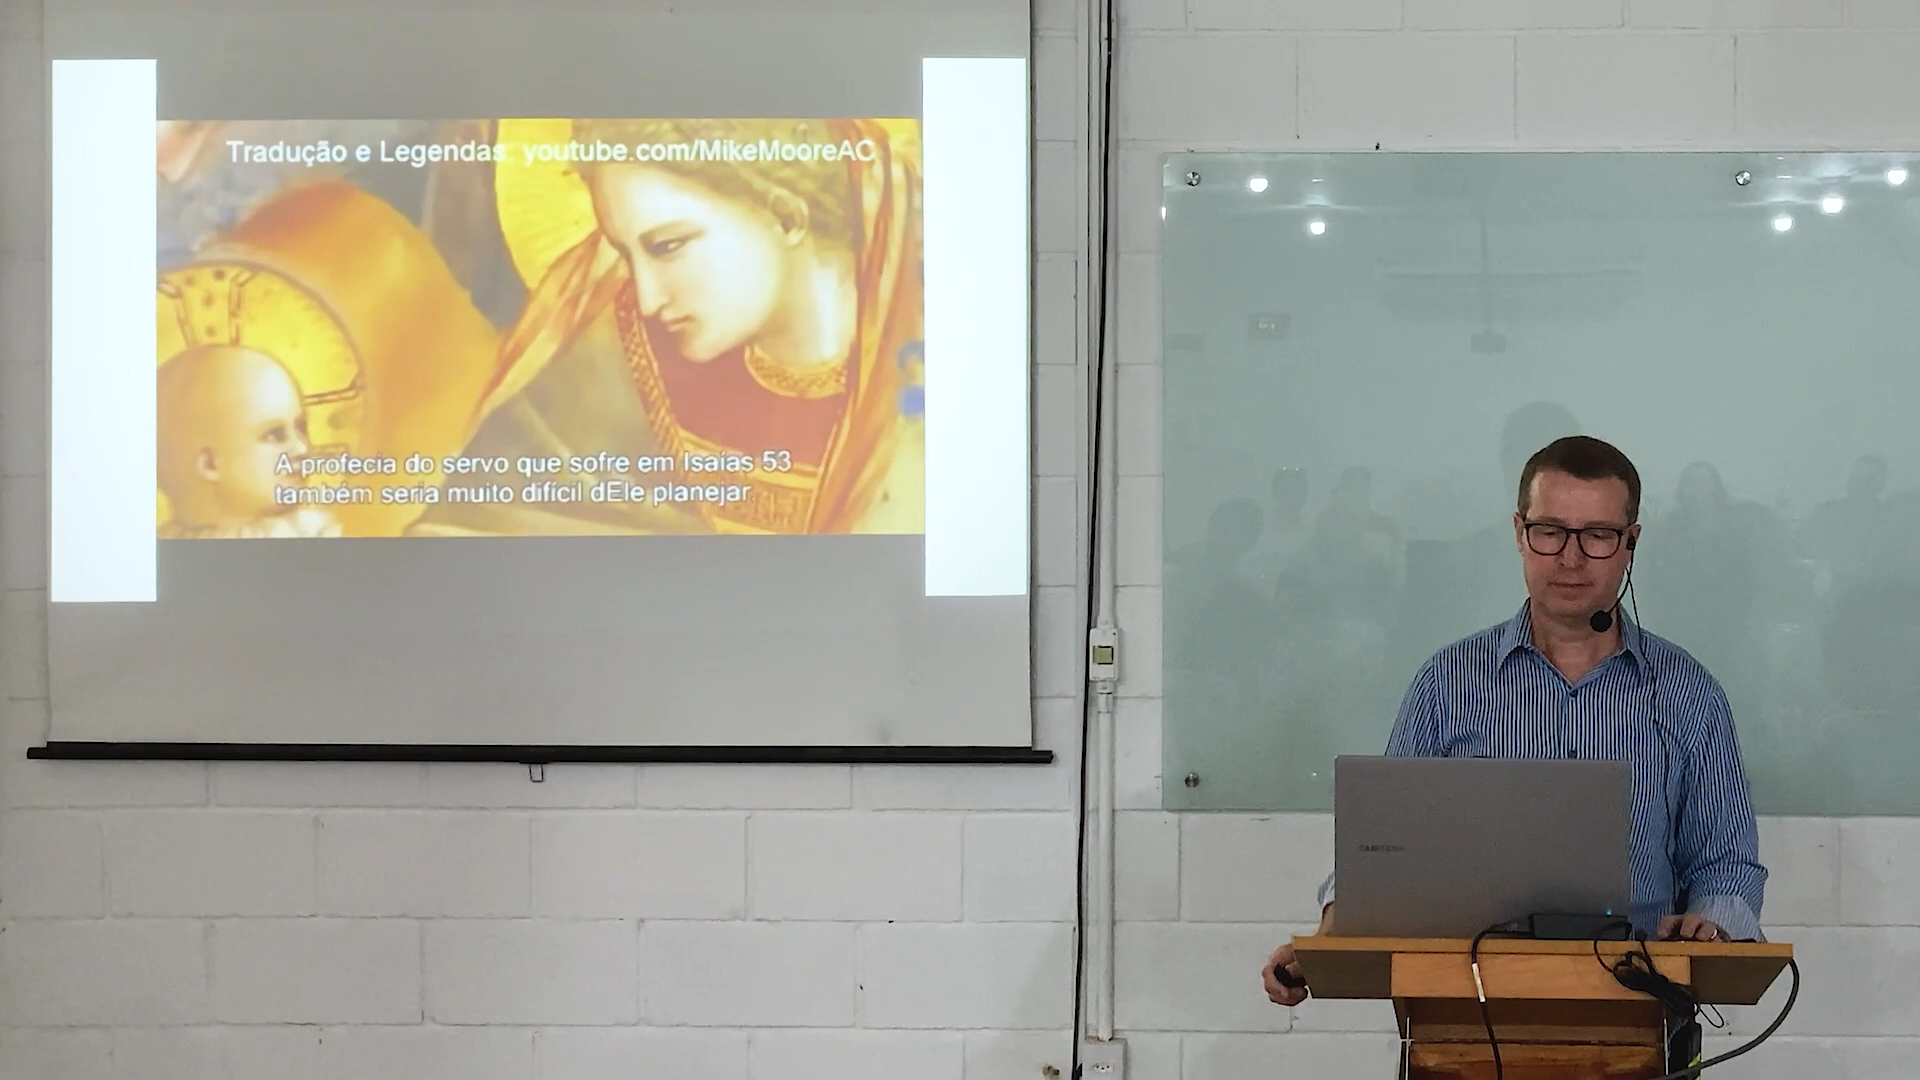 Tradução e Legendas: youtube.com/MikeMooreAC
A profecia do servo que sofre em Isaías 53
também seria muito difícil dEle planejar.
SAMSUNG